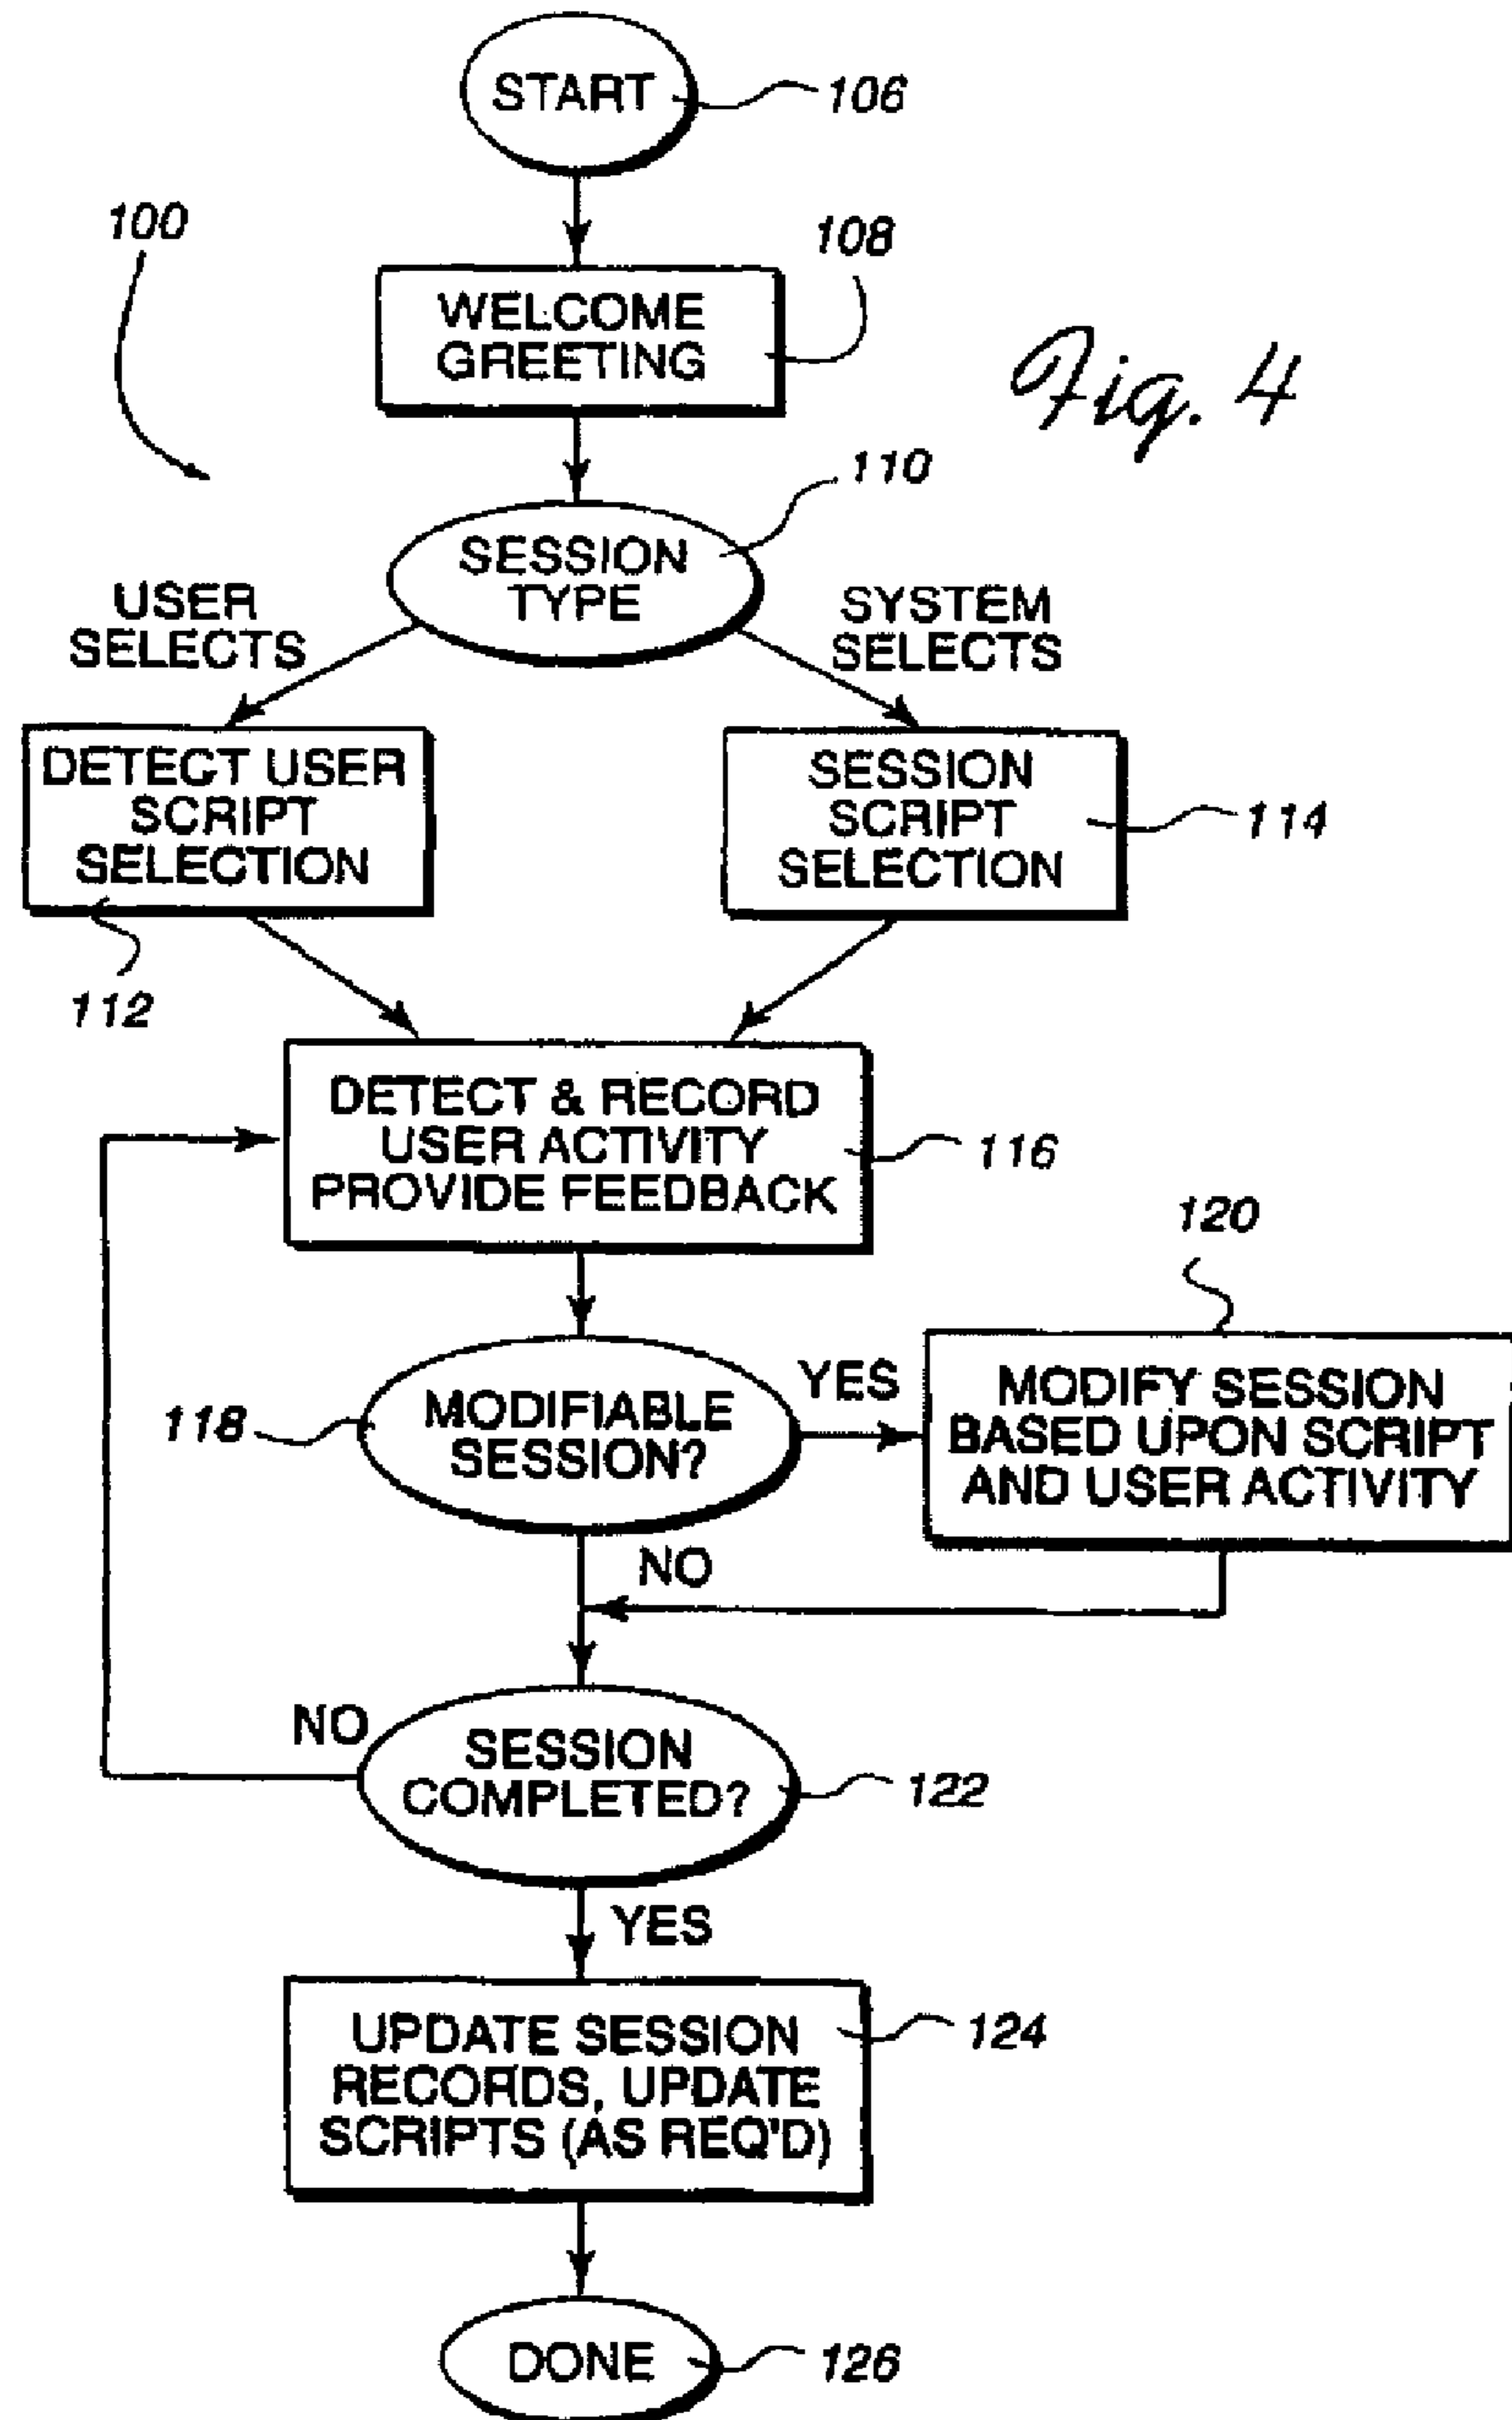 START
106
100
108
WELCOME
GREETING
Fig. 4
110
SESSION
TYPE
USER
SELECTS
SYSTEM
SELECTS
DETECT USER
SCRIPT
SELECTION
SESSION
SCRIPT
SELECTION
114
112
DETECT & RECORD
USER ACTIVITY
PROVIDE FEEDBACK
116
120
118
MODIFIABLE
SESSION?
YES
MODIFY SESSION
BASED UPON SCRIPT
AND USER ACTIVITY
NO
NO
SESSION
COMPLETED?
122
YES
UPDATE SESSION
RECORDS, UPDATE
SCRIPTS (AS REQ'D)
124
DONE
126